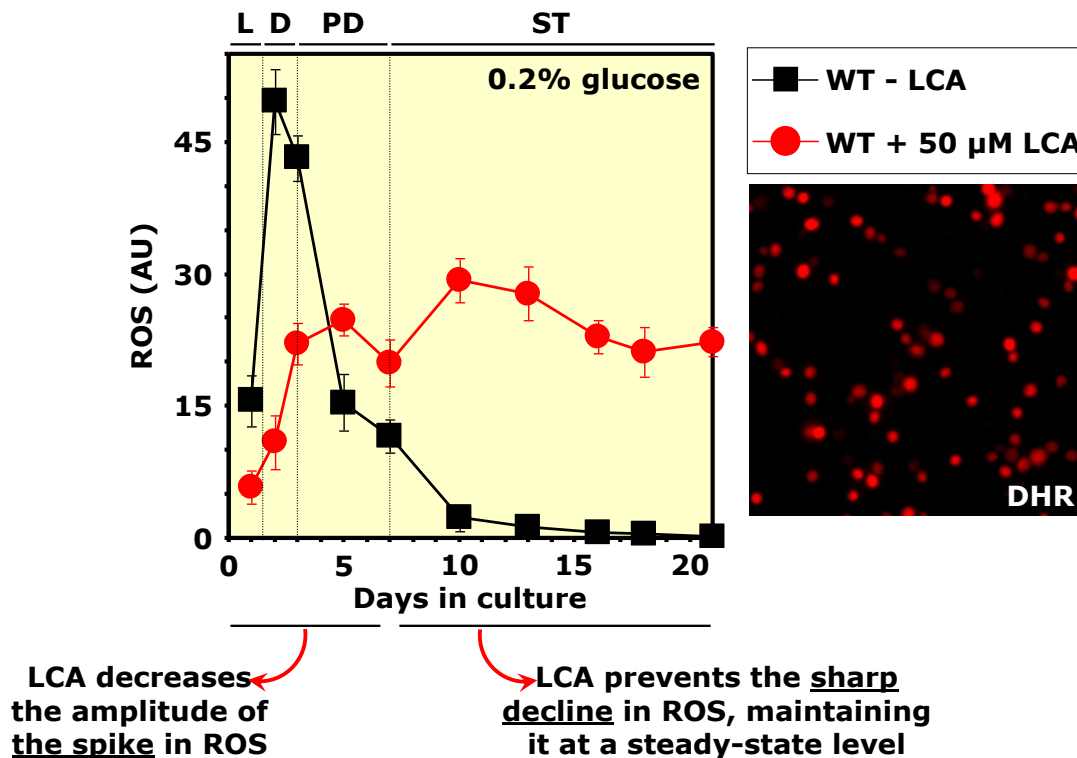 L D PD ST
0.2% glucose
WT - LCA
WT + 50 µM LCA
ROS (AU)
45
30
15
0
0 5 10 15 20
Days in culture
DHR
LCA decreases
the amplitude of
the spike in ROS
LCA prevents the sharp
decline in ROS, maintaining
it at a steady-state level